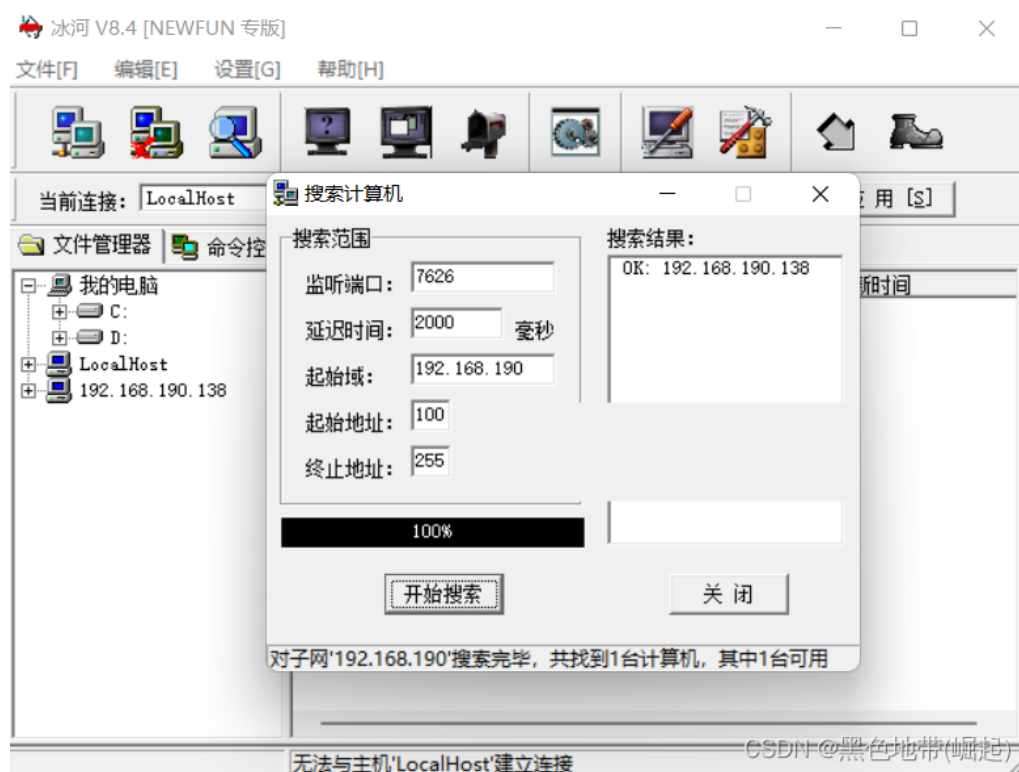 冰河 V8.4 [NEWFUN 专版]
文件[F] 编辑[E] 设置[G] 帮助[H]
当前连接: LocalHost
用 [S]
搜索计算机
文件管理器 命令控
搜索范围
搜索结果:
监听端口: 7626
OK: 192.168.190.138
延迟时间: 2000 毫秒
起始域: 192.168.190
起始地址: 100
终止地址: 255
我的电脑
C:
D:
LocalHost
192.168.190.138
新时间
100%
开始搜索
关 闭
对子网'192.168.190'搜索完毕，共找到1台计算机，其中1台可用
无法与主机'LocalHost'建立连接
CSDN @黑色地带(崛起)